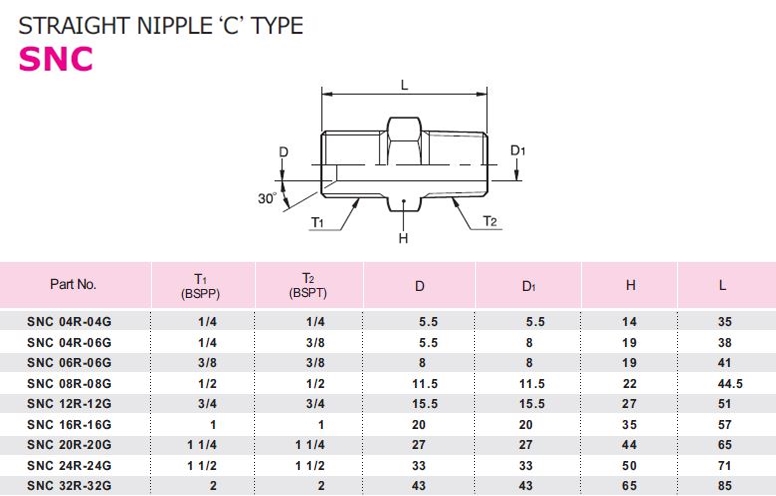 STRAIGHT NIPPLE ‘C’ TYPE
SNC
L
D
D1
30°
T1
T2
H
Part No. T1 (BSPP) T2 (BSPT) D D1 H L
SNC 04R-04G 1/4 1/4 5.5 5.5 14 35
SNC 04R-06G 1/4 3/8 5.5 8 19 38
SNC 06R-06G 3/8 3/8 8 8 19 41
SNC 08R-08G 1/2 1/2 11.5 11.5 22 44.5
SNC 12R-12G 3/4 3/4 15.5 15.5 27 51
SNC 16R-16G 1 1 20 20 35 57
SNC 20R-20G 1 1/4 1 1/4 27 27 44 65
SNC 24R-24G 1 1/2 1 1/2 33 33 50 71
SNC 32R-32G 2 2 43 43 65 85